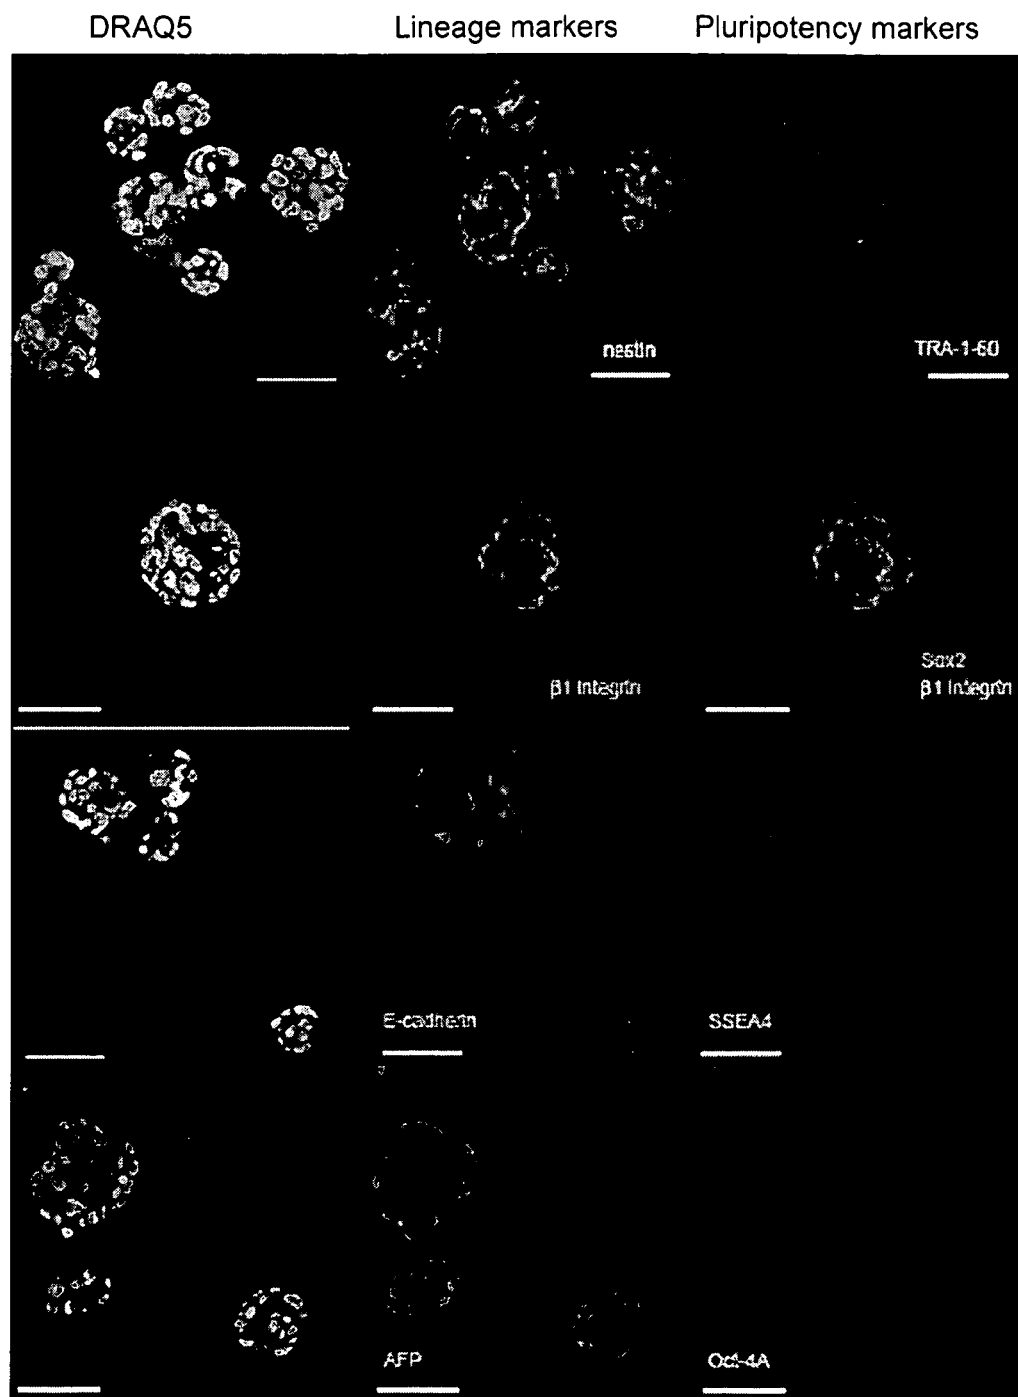 DRAQ5 Lineage markers Pluripotency markers
nestin TRA-1-60
β1 Integrin Sox2
β1 Integrin
E-cadherin SSEA4
AFP Oct-4A